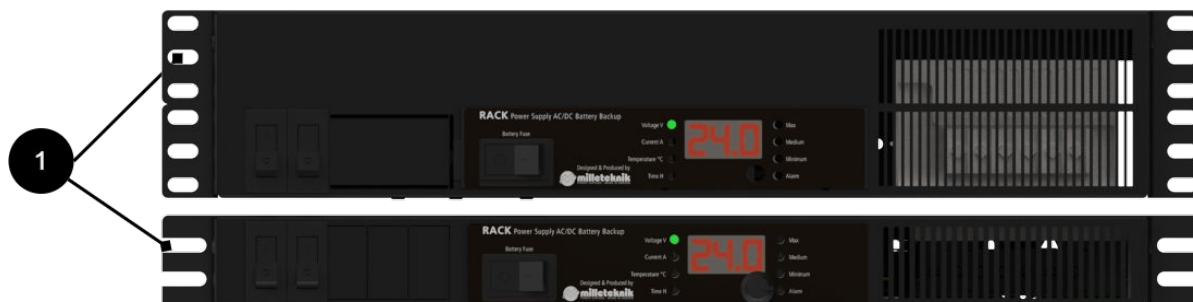 1
RACK Power Supply AC/DC Battery Backup
Battery Fuse
Voltage V
Current A
Temperature °C
Time H
24.0
Max
Medium
Minimum
Alarm
Designed & Produced by
milleteknik
RACK Power Supply AC/DC Battery Backup
Battery Fuse
Voltage V
Current A
Temperature °C
Time H
24.0
Max
Medium
Minimum
Alarm
Designed & Produced by
milleteknik